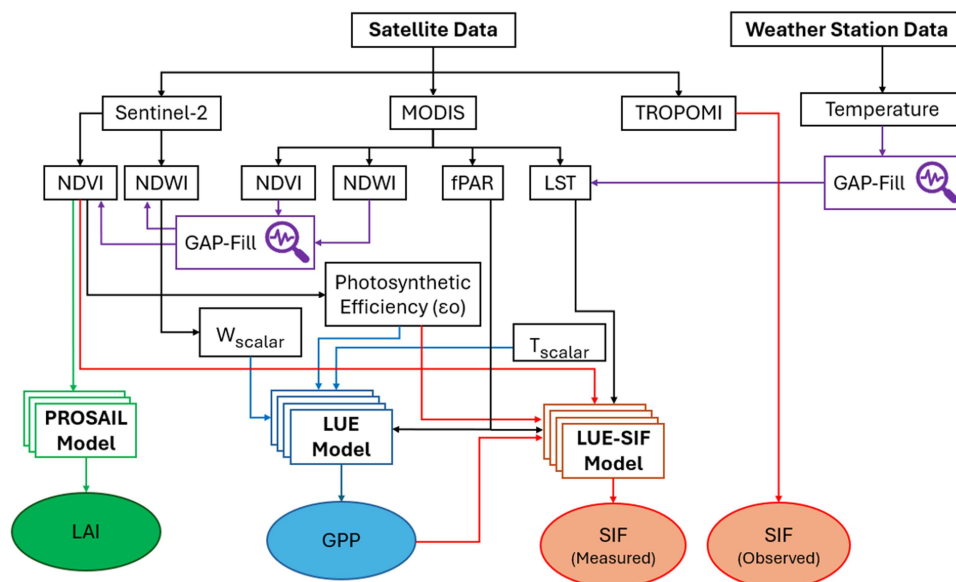 Satellite Data
Weather Station Data
Sentinel-2
MODIS
TROPOMI
Temperature
NDVI
NDWI
NDVI
NDWI
fPAR
LST
GAP-Fill
GAP-Fill
Photosynthetic
Efficiency (εo)
Wscalar
Tscalar
PROSAIL
Model
LUE
Model
LUE-SIF
Model
LAI
GPP
SIF
(Measured)
SIF
(Observed)